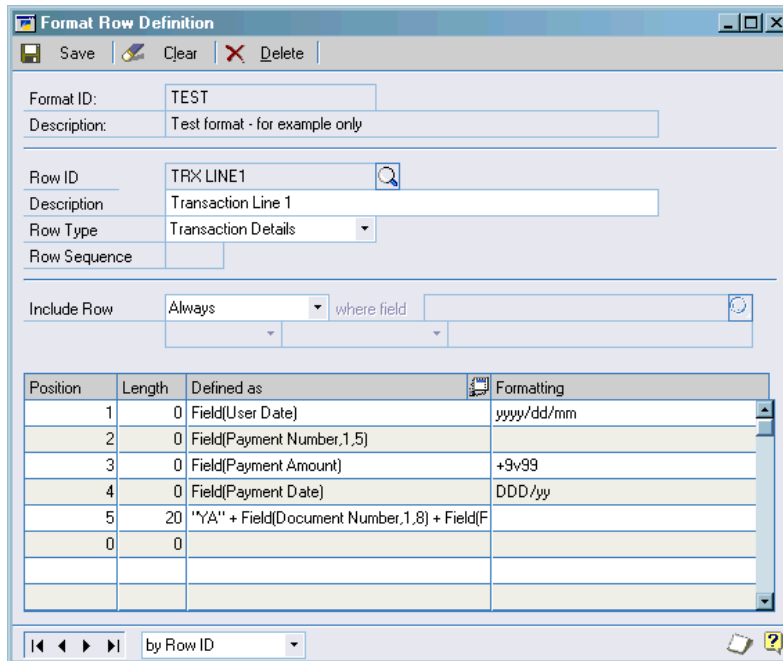 Format Row Definition
Save Clear Delete
Format ID: TEST
Description: Test format - for example only
Row ID TRX LINE1
Description Transaction Line 1
Row Type Transaction Details
Row Sequence
Include Row Always where field
Position Length Defined as Formatting
1 0 Field(User Date) yyyy/dd/mm
2 0 Field(Payment Number,1,5)
3 0 Field(Payment Amount) +9v99
4 0 Field(Payment Date) DDD/yy
5 20 "YA" + Field(Document Number,1,8) + Field(F
0 0
by Row ID